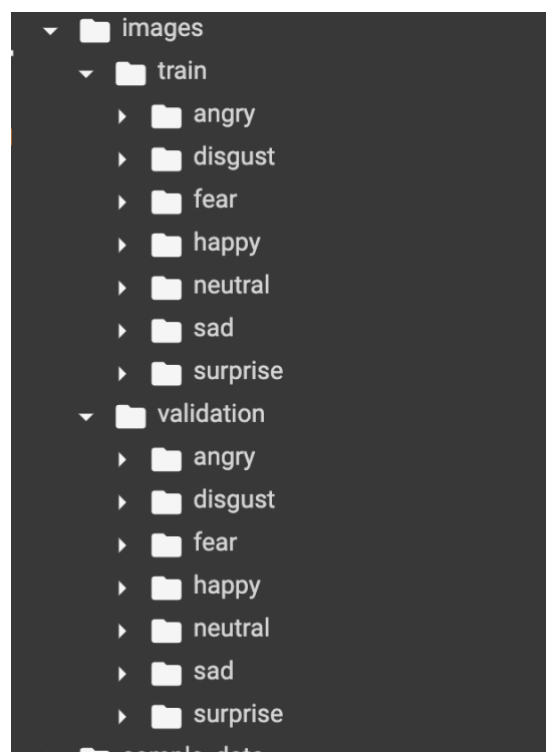 images
train
angry
disgust
fear
happy
neutral
sad
surprise
validation
angry
disgust
fear
happy
neutral
sad
surprise